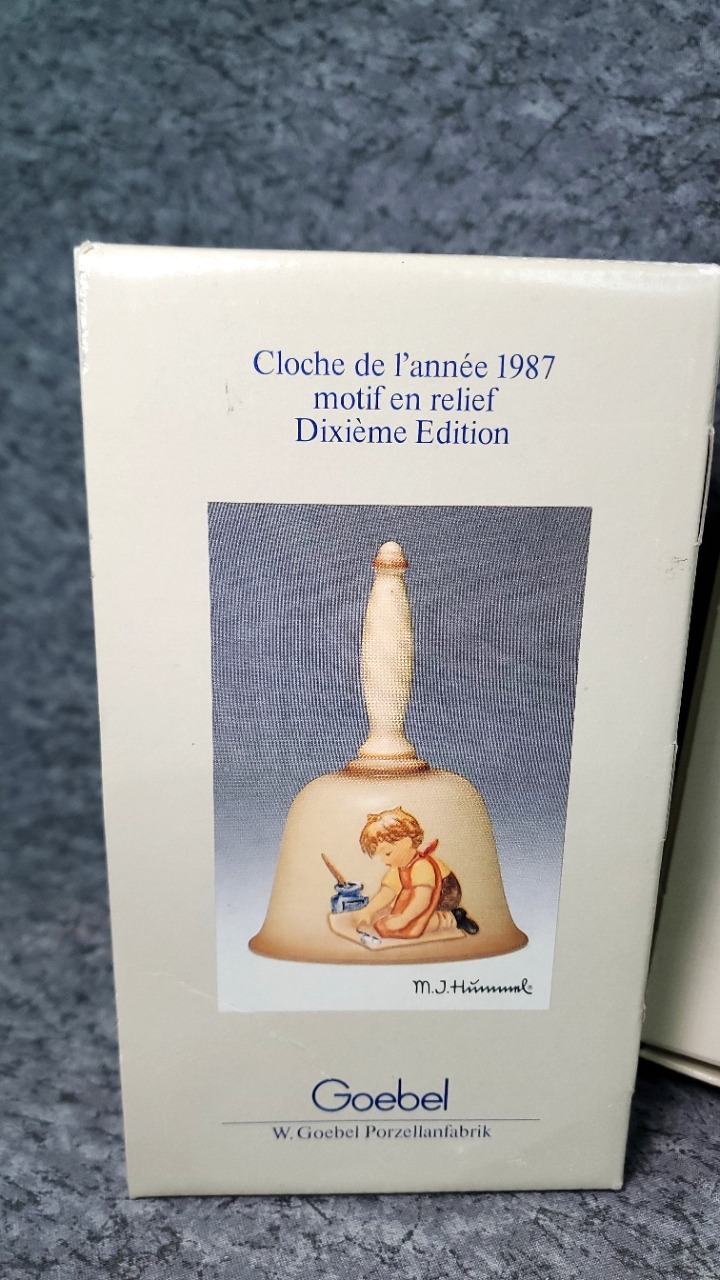 Cloche de l'année 1987
motif en relief
Dixième Edition
M.J.Hummel®
Goebel
W. Goebel Porzellanfabrik